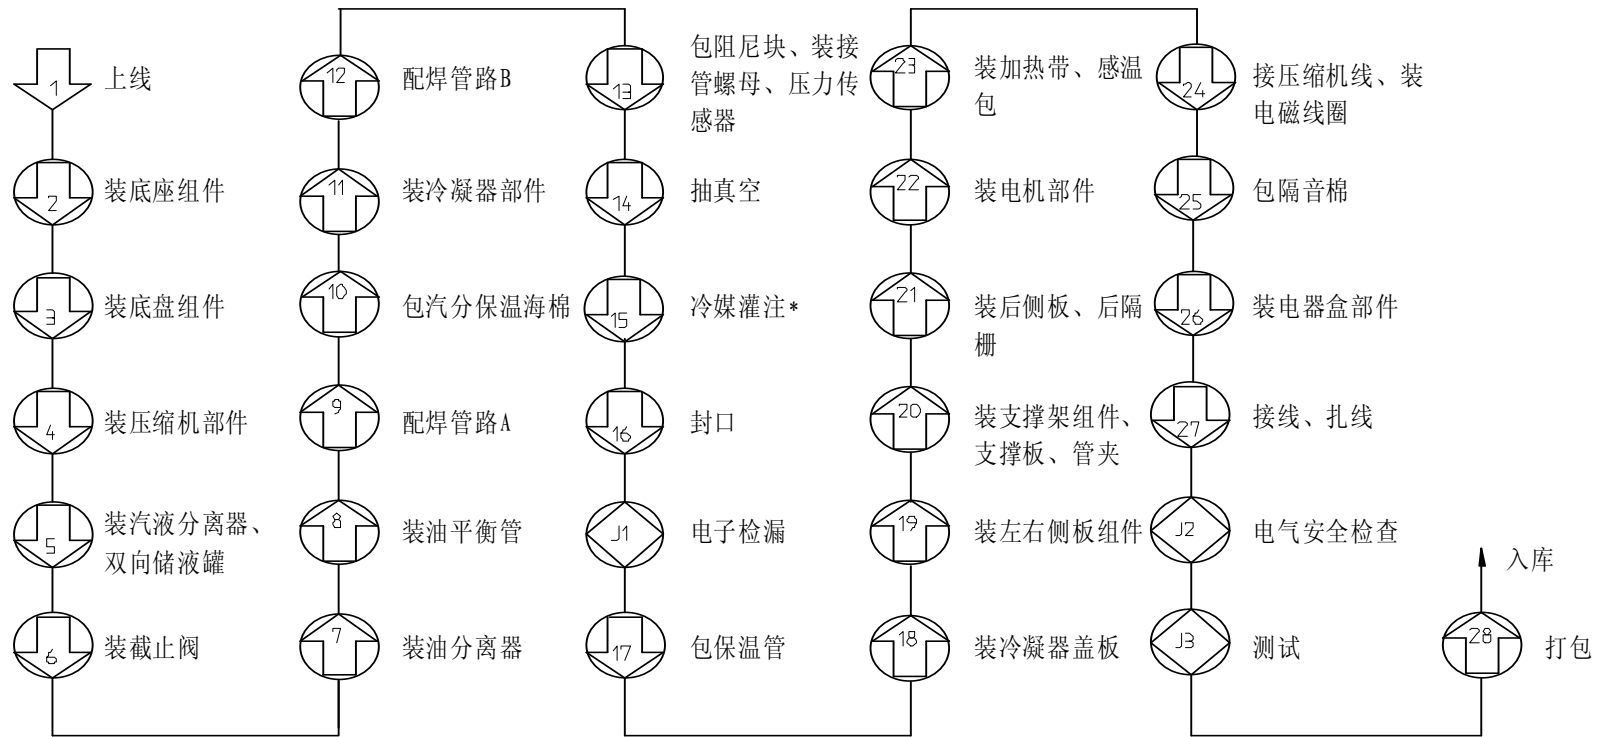 1
上线
2
装底座组件
3
装底盘组件
4
装压缩机部件
5
装汽液分离器、
双向储液罐
6
装截止阀
7
装油分离器
8
装油平衡管
9
配焊管路A
10
包汽分保温海棉
11
装冷凝器部件
12
配焊管路B
13
包阻尼块、装接
管螺母、压力传
感器
14
抽真空
15
冷媒灌注*
16
封口
J1
电子检漏
17
包保温管
18
装冷凝器盖板
19
装左右侧板组件
20
装支撑架组件、
支撑板、管夹
21
装后侧板、后隔
栅
22
装电机部件
23
装加热带、感温
包
24
接压缩机线、装
电磁线圈
25
包隔音棉
26
装电器盒部件
27
接线、扎线
J2
电气安全检查
J3
测试
28
打包
入库